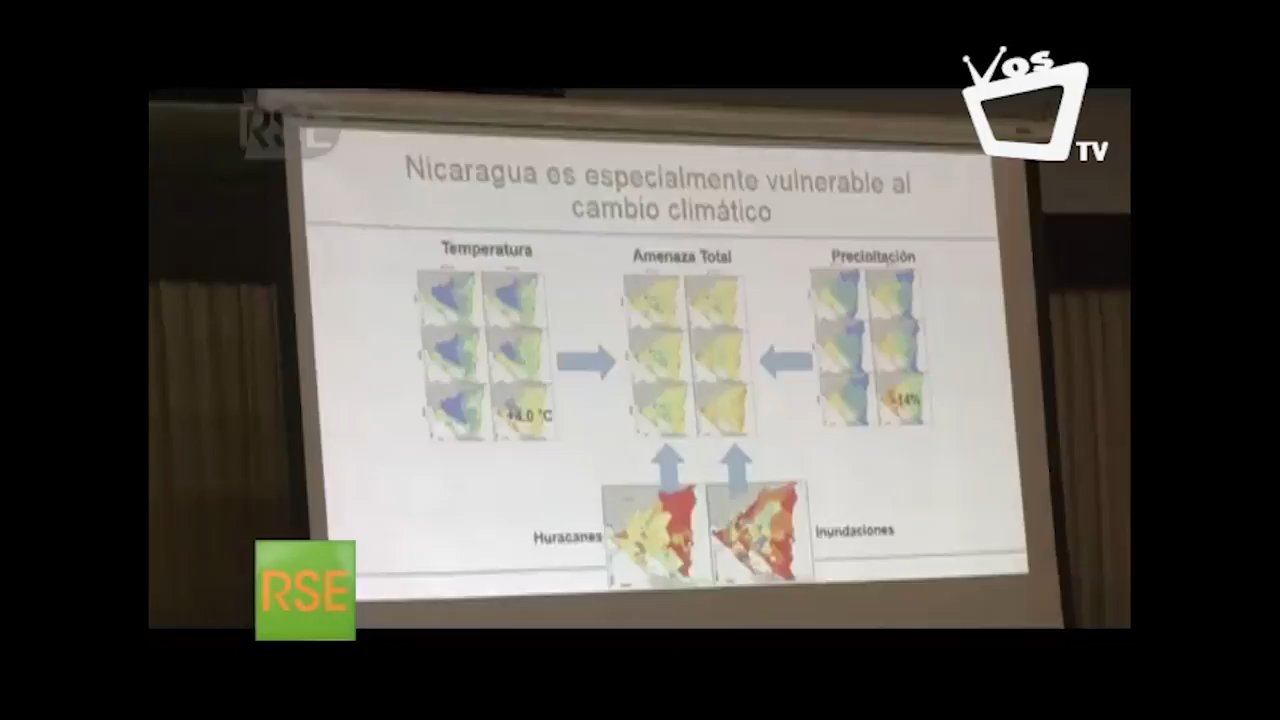 VOS
TV
RSE
Nicaragua es especialmente vulnerable al
cambio climático
Temperatura
Amenaza Total
Precipitación
+4.0 °C
-14%
Huracanes
Inundaciones
RSE